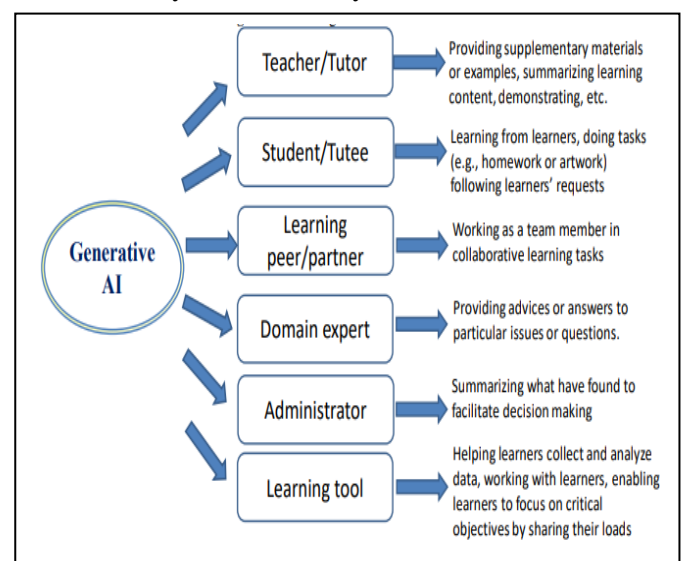 Teacher/Tutor
Providing supplementary materials
or examples, summarizing learning
content, demonstrating, etc.
Student/Tutee
Learning from learners, doing tasks
(e.g., homework or artwork)
following learners' requests
Generative
AI
Learning
peer/partner
Working as a team member in
collaborative learning tasks
Domain expert
Providing advices or answers to
particular issues or questions.
Administrator
Summarizing what have found to
facilitate decision making
Learning tool
Helping learners collect and analyze
data, working with learners, enabling
learners to focus on critical
objectives by sharing their loads